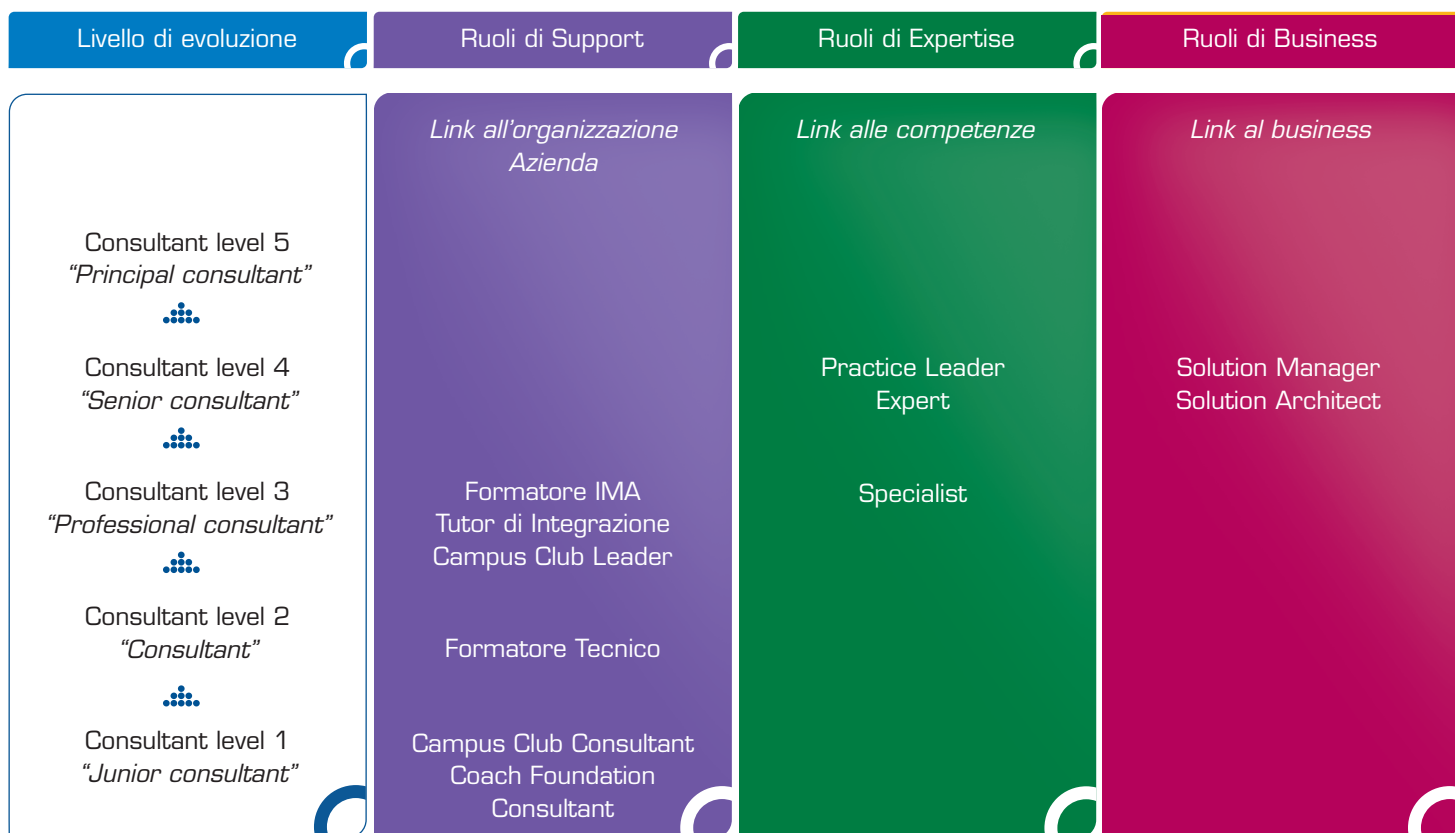 Livello di evoluzione
Ruoli di Support
Ruoli di Expertise
Ruoli di Business
Consultant level 5
“Principal consultant”
Consultant level 4
“Senior consultant”
Consultant level 3
“Professional consultant”
Consultant level 2
“Consultant”
Consultant level 1
“Junior consultant”
Link all’organizzazione
Azienda
Formatore IMA
Tutor di Integrazione
Campus Club Leader
Formatore Tecnico
Campus Club Consultant
Coach Foundation
Consultant
Link alle competenze
Practice Leader
Expert
Specialist
Link al business
Solution Manager
Solution Architect